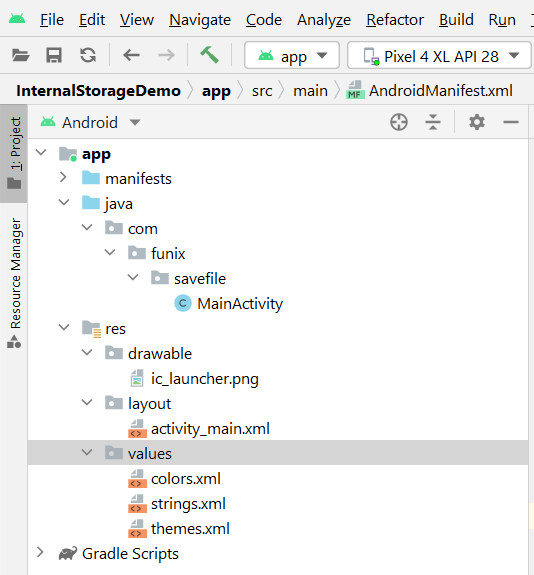 File Edit View Navigate Code Analyze Refactor Build Run
app Pixel 4 XL API 28
InternalStorageDemo app src main AndroidManifest.xml
1: Project
Resource Manager
Android
app
manifests
java
com
funix
savefile
MainActivity
res
drawable
ic_launcher.png
layout
activity_main.xml
values
colors.xml
strings.xml
themes.xml
Gradle Scripts